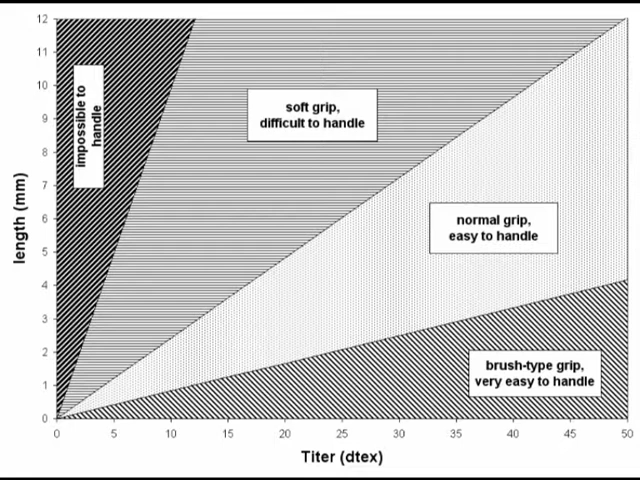 12
11
10
9
8
7
6
5
4
3
2
1
0
length (mm)
impossible to
handle
soft grip,
difficult to handle
normal grip,
easy to handle
brush-type grip,
very easy to handle
0 5 10 15 20 25 30 35 40 45 50
Titer (dtex)